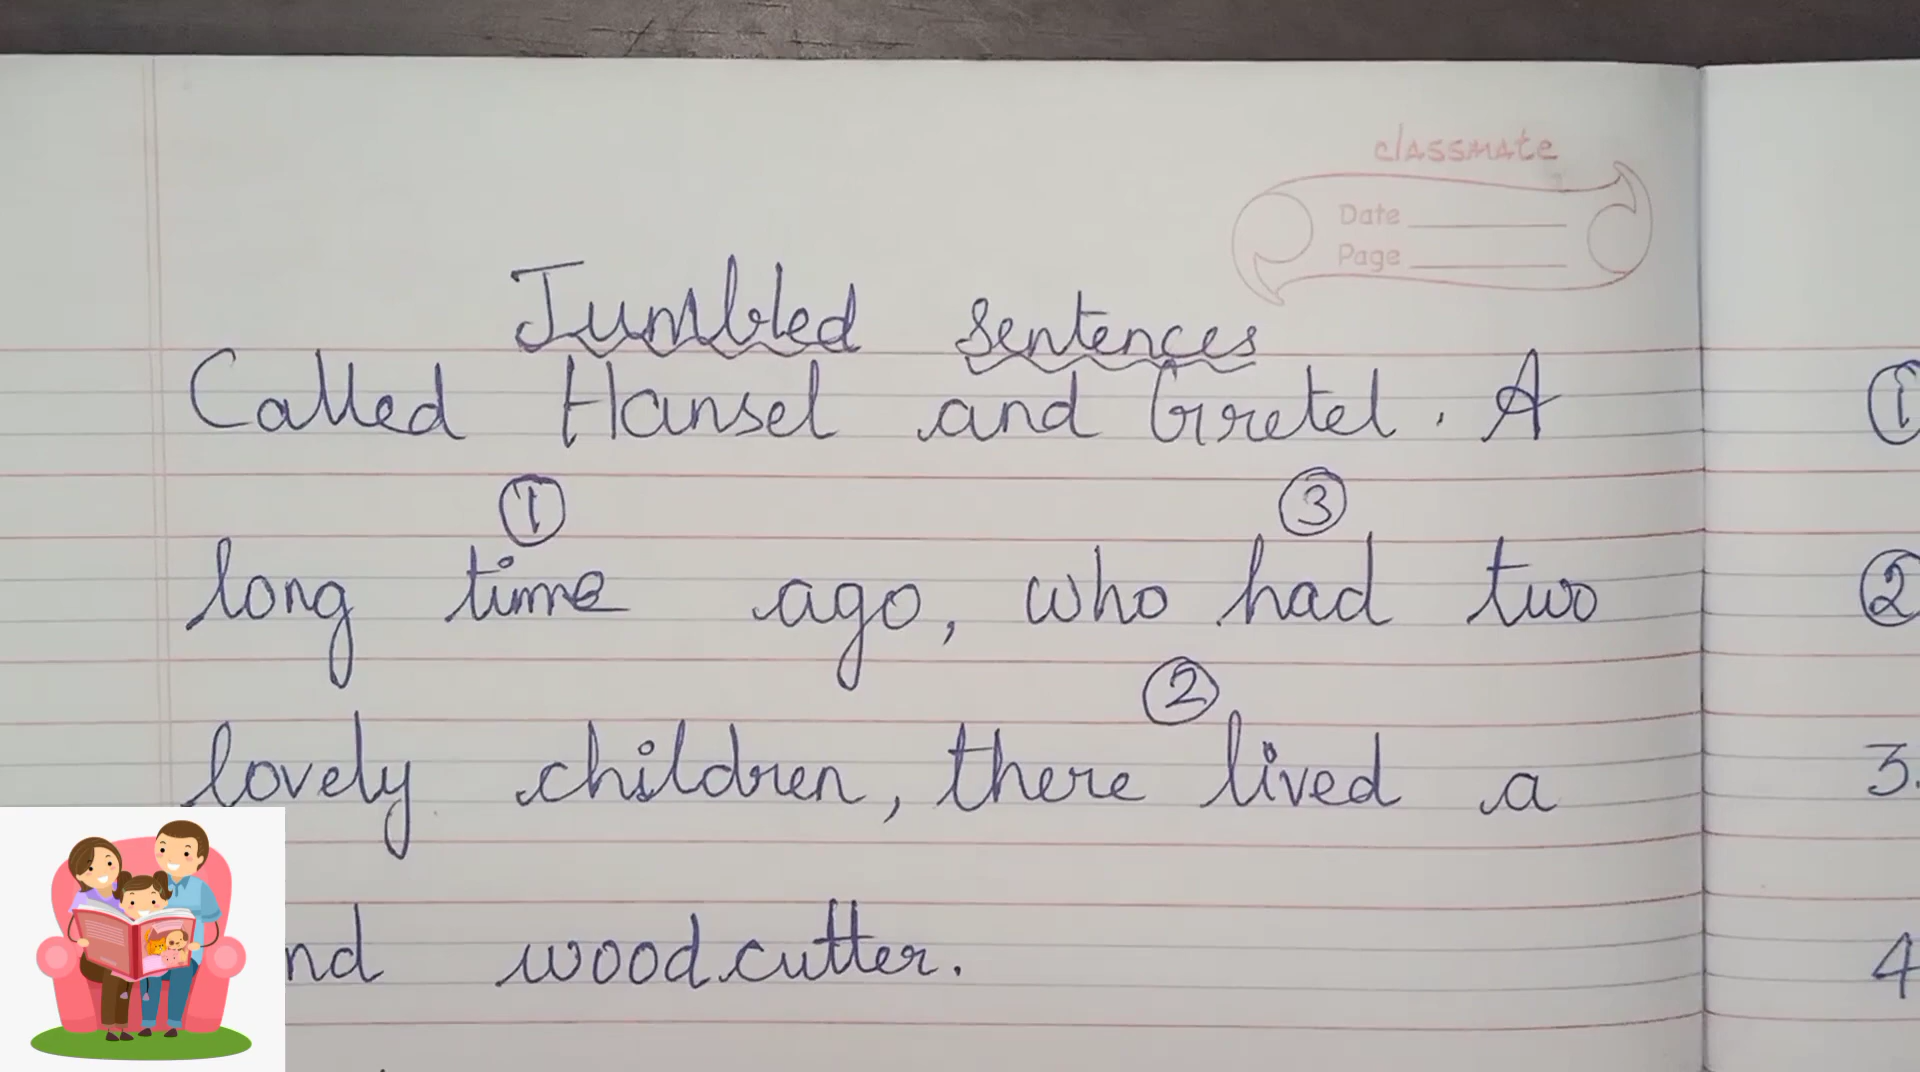 classmate
Date
Page
Jumbled sentences
Called Hansel and Gretel. A
①
③
long time ago, who had two
②
lovely children, there lived a
nd woodcutter.
①
②
3.
4